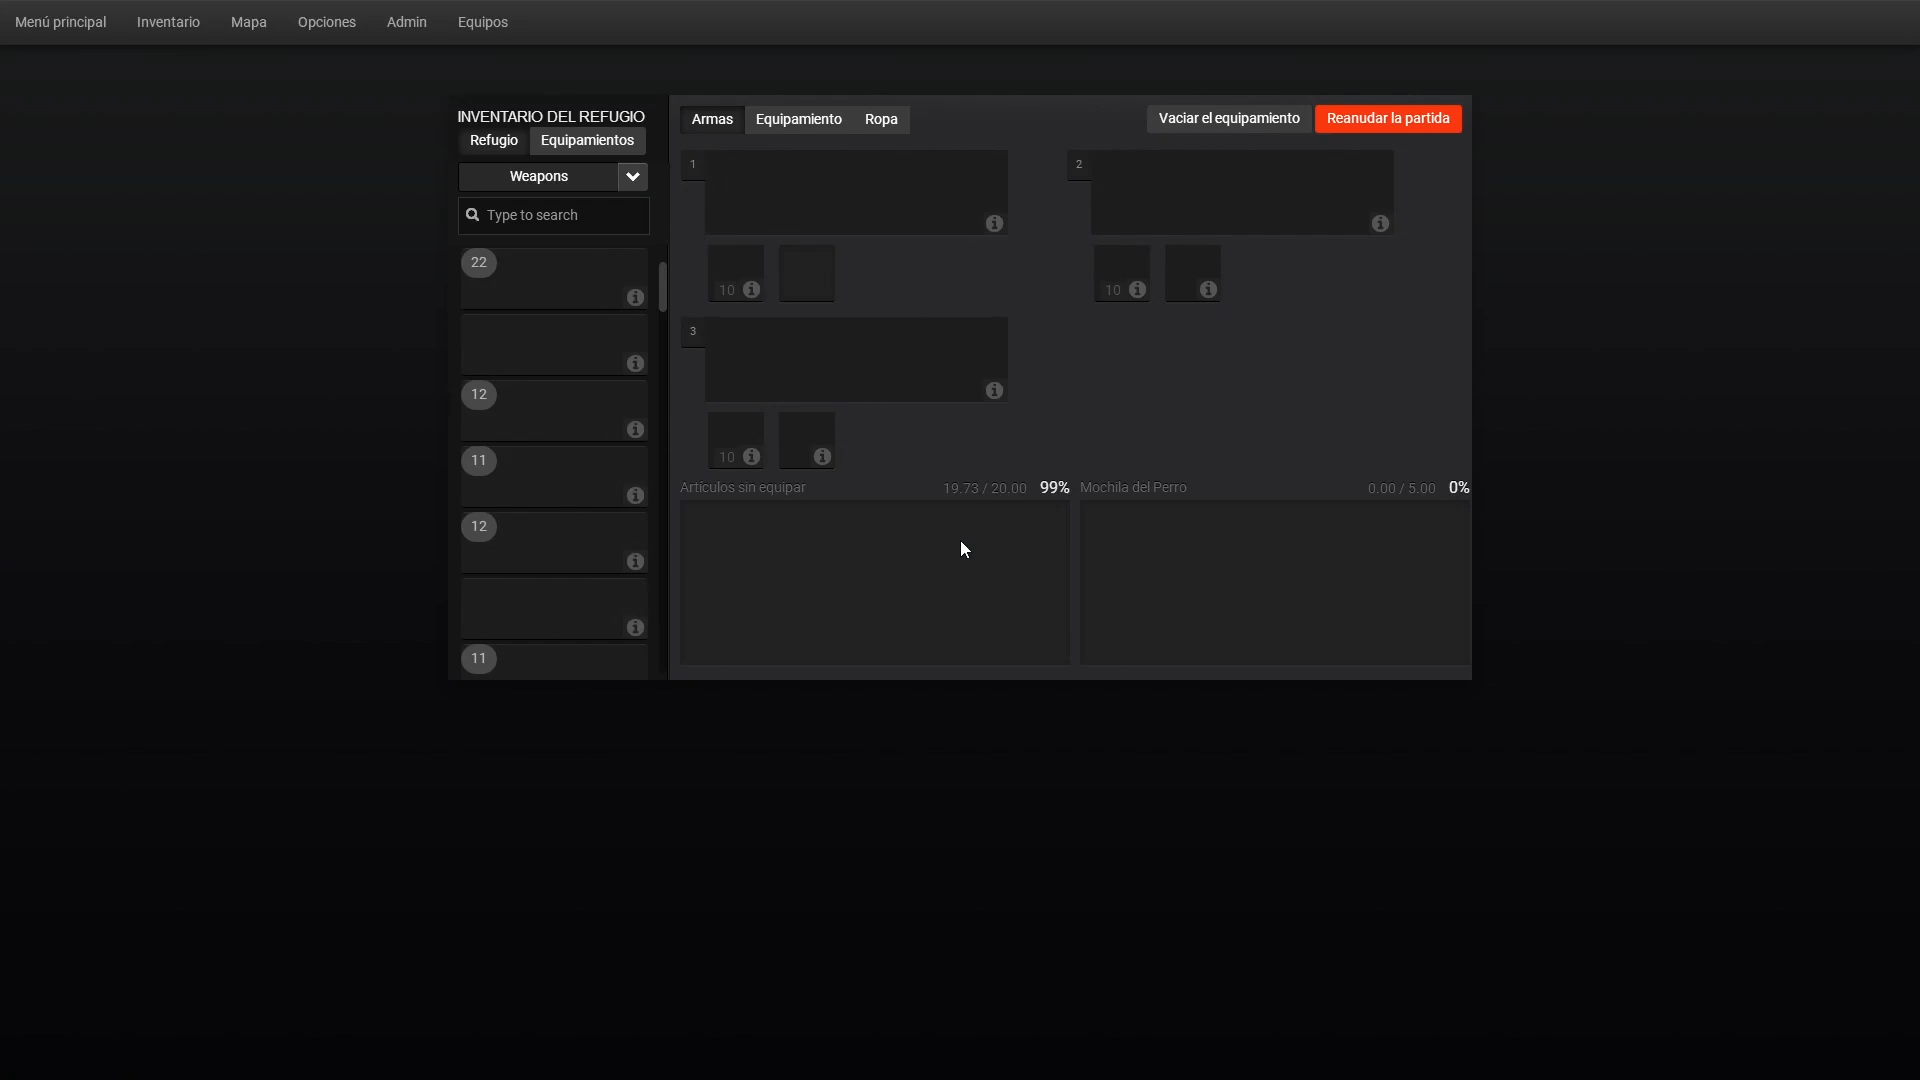 Menú principal Inventario Mapa Opciones Admin Equipos
INVENTARIO DEL REFUGIO
Refugio Equipamientos
Weapons
Type to search
22
12
11
12
11
Armas Equipamiento Ropa
Vaciar el equipamiento Reanudar la partida
1
2
10
10
3
10
Artículos sin equipar 19.73 / 20.00 99%
Mochila del Perro 0.00 / 5.00 0%